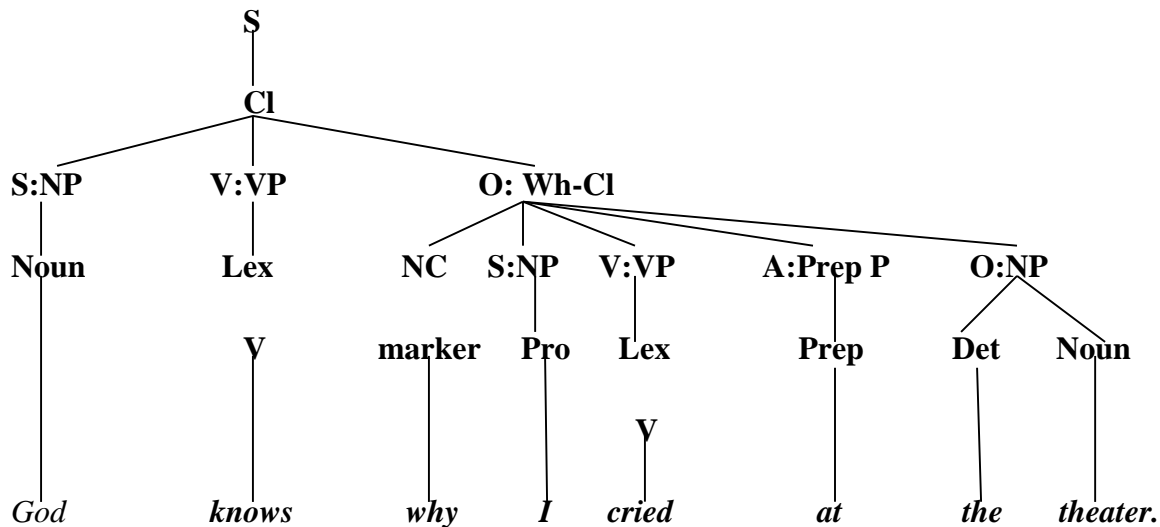 S
Cl
S:NP V:VP O: Wh-Cl
Noun Lex NC S:NP V:VP A:Prep P O:NP
V marker Pro Lex Prep Det Noun
V
God knows why I cried at the theater.